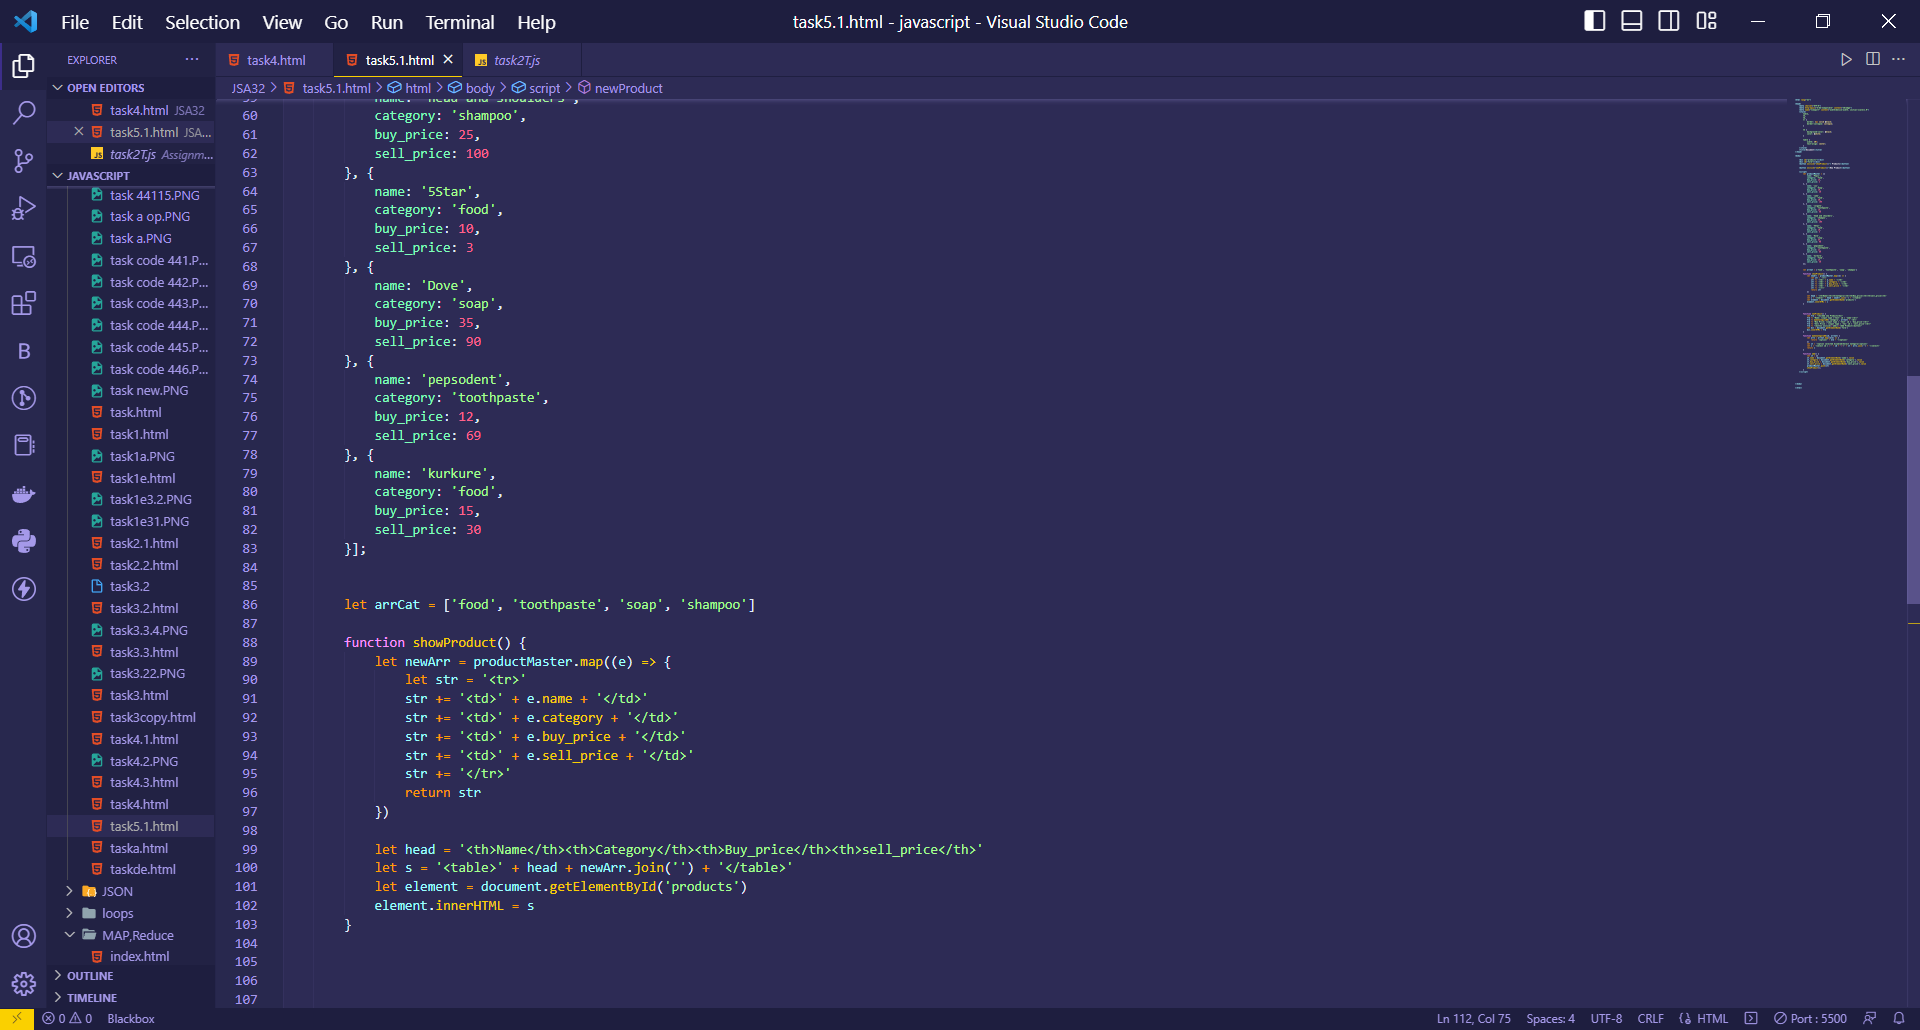 File Edit Selection View Go Run Terminal Help
task5.1.html - javascript - Visual Studio Code
EXPLORER
OPEN EDITORS
task4.html JSA32
task5.1.html JSA...
task2T.js Assignm...
JAVASCRIPT
task 44115.PNG
task a op.PNG
task a.PNG
task code 441.P...
task code 442.P...
task code 443.P...
task code 444.P...
task code 445.P...
task code 446.P...
task new.PNG
task.html
task1.html
task1a.PNG
task1e.html
task1e3.2.PNG
task1e31.PNG
task2.1.html
task2.2.html
task3.2
task3.2.html
task3.3.4.PNG
task3.3.html
task3.22.PNG
task3.html
task3copy.html
task4.1.html
task4.2.PNG
task4.3.html
task4.html
task5.1.html
taska.html
taskde.html
JSON
loops
MAP,Reduce
index.html
OUTLINE
TIMELINE
task4.html
task5.1.html
task2T.js
JSA32 > task5.1.html > html > body > script > newProduct
59 name: 'head and shoulders',
60 category: 'shampoo',
61 buy_price: 25,
62 sell_price: 100
63 }, {
64 name: '5Star',
65 category: 'food',
66 buy_price: 10,
67 sell_price: 3
68 }, {
69 name: 'Dove',
70 category: 'soap',
71 buy_price: 35,
72 sell_price: 90
73 }, {
74 name: 'pepsodent',
75 category: 'toothpaste',
76 buy_price: 12,
77 sell_price: 69
78 }, {
79 name: 'kurkure',
80 category: 'food',
81 buy_price: 15,
82 sell_price: 30
83 }];
84
85
86 let arrCat = ['food', 'toothpaste', 'soap', 'shampoo']
87
88 function showProduct() {
89 let newArr = productMaster.map((e) => {
90 let str = '<tr>'
91 str += '<td>' + e.name + '</td>'
92 str += '<td>' + e.category + '</td>'
93 str += '<td>' + e.buy_price + '</td>'
94 str += '<td>' + e.sell_price + '</td>'
95 str += '</tr>'
96 return str
97 })
98
99 let head = '<th>Name</th><th>Category</th><th>Buy_price</th><th>sell_price</th>'
100 let s = '<table>' + head + newArr.join('') + '</table>'
101 let element = document.getElementById('products')
102 element.innerHTML = s
103 }
104
105
106
107
0 0 Blackbox
Ln 112, Col 75 Spaces: 4 UTF-8 CRLF HTML Port : 5500